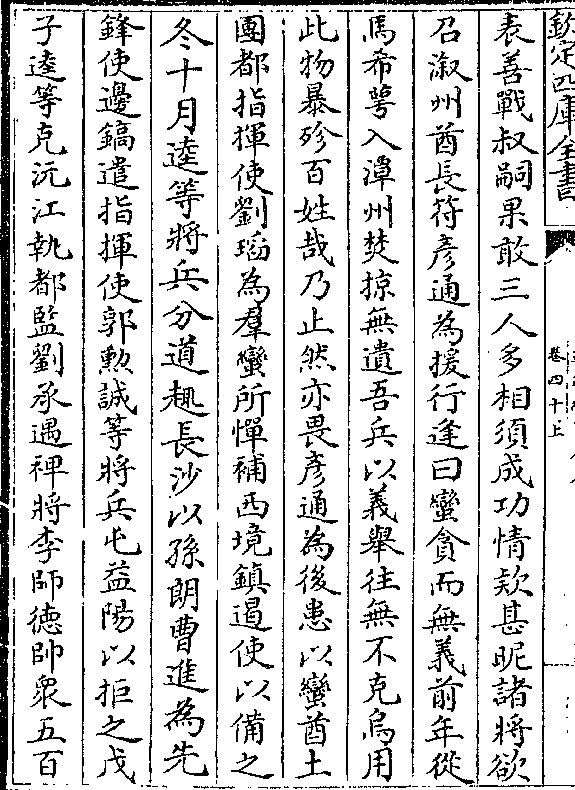 欽定四庫全書
卷四十上
表善戰叔嗣果敢三人多相須成功情欵甚昵諸將欲
召溆州酋長符彦通為援行逢曰蠻貪而無義前年從
馬希萼入潭州焚掠無遺吾兵以義舉往無不克烏用
此物暴殄百姓哉乃止然亦畏彦通為後患以蠻酋土
團都指揮使劉瑫為羣蠻所憚補西境鎮遏使以備之
冬十月逵等將兵分道趣長沙以孫朗曹進為先
鋒使邊鎬遣指揮使郭勲誠等將兵屯益陽以拒之戊
子逵等克沅江執都監劉承遇禆將李師德帥衆五百